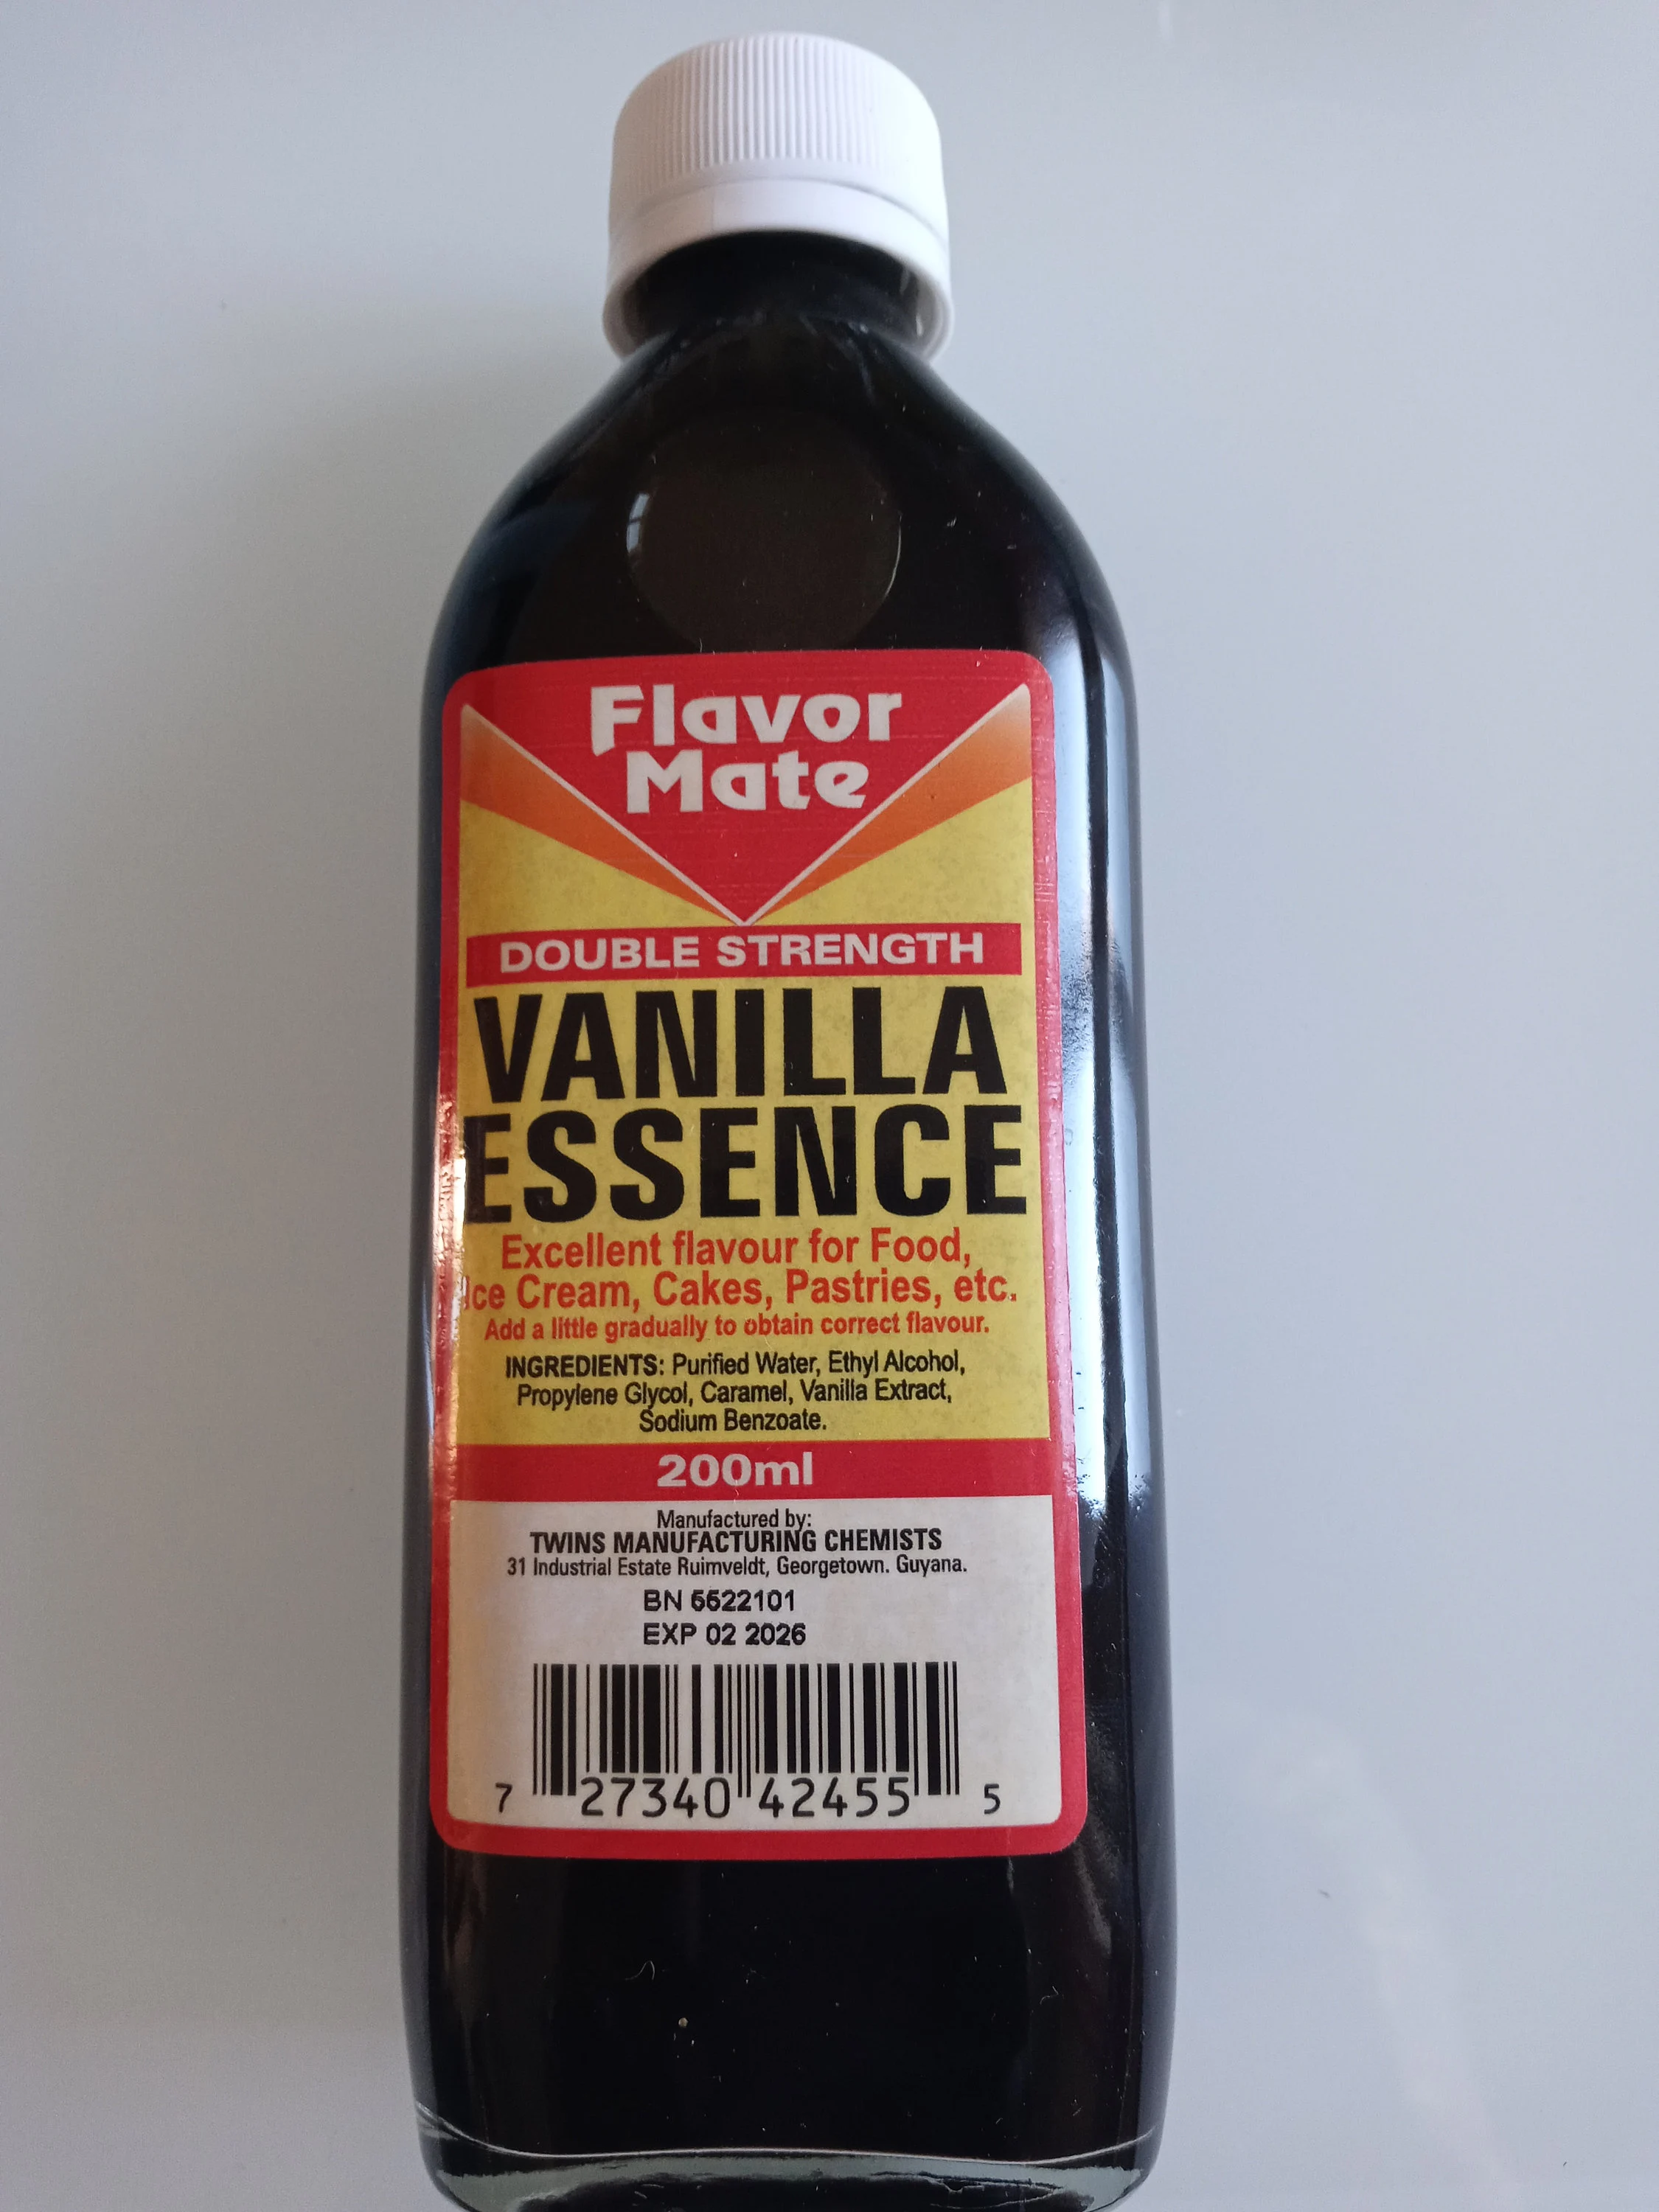 Flavor
Mate
DOUBLE STRENGTH
VANILLA
ESSENCE
Excellent flavour for Food,
Ice Cream, Cakes, Pastries, etc.
Add a little gradually to obtain correct flavour.
INGREDIENTS: Purified Water, Ethyl Alcohol,
Propylene Glycol, Caramel, Vanilla Extract,
Sodium Benzoate.
200ml
Manufactured by:
TWINS MANUFACTURING CHEMISTS
31 Industrial Estate Ruimveldt, Georgetown. Guyana.
BN 6622101
EXP 02 2026
7 27340 42455 5